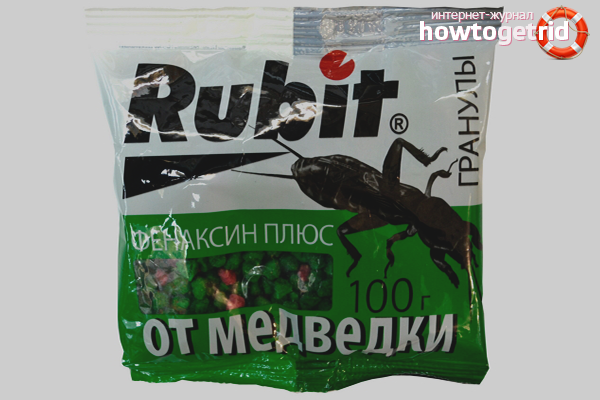 интернет-журнал
howtogetrid
Rubit®
ГРАНУЛЫ
ФЕНАКСИН ПЛЮС
100 г
от медведки